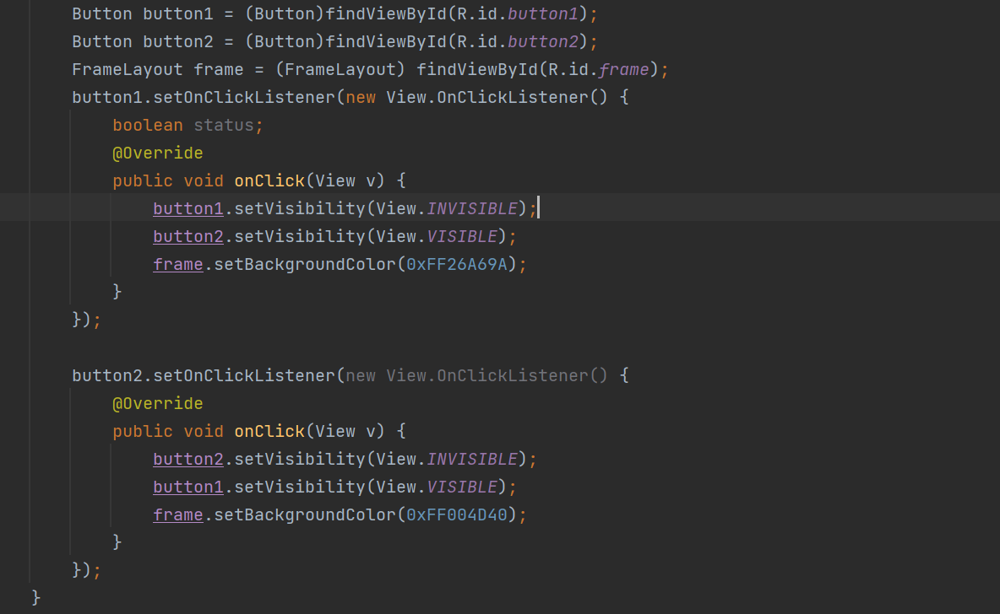 Button button1 = (Button)findViewById(R.id.button1);
Button button2 = (Button)findViewById(R.id.button2);
FrameLayout frame = (FrameLayout) findViewById(R.id.frame);
button1.setOnClickListener(new View.OnClickListener() {
boolean status;
@Override
public void onClick(View v) {
button1.setVisibility(View.INVISIBLE);
button2.setVisibility(View.VISIBLE);
frame.setBackgroundColor(0xFF26A69A);
}
});
button2.setOnClickListener(new View.OnClickListener() {
@Override
public void onClick(View v) {
button2.setVisibility(View.INVISIBLE);
button1.setVisibility(View.VISIBLE);
frame.setBackgroundColor(0xFF004D40);
}
});
}